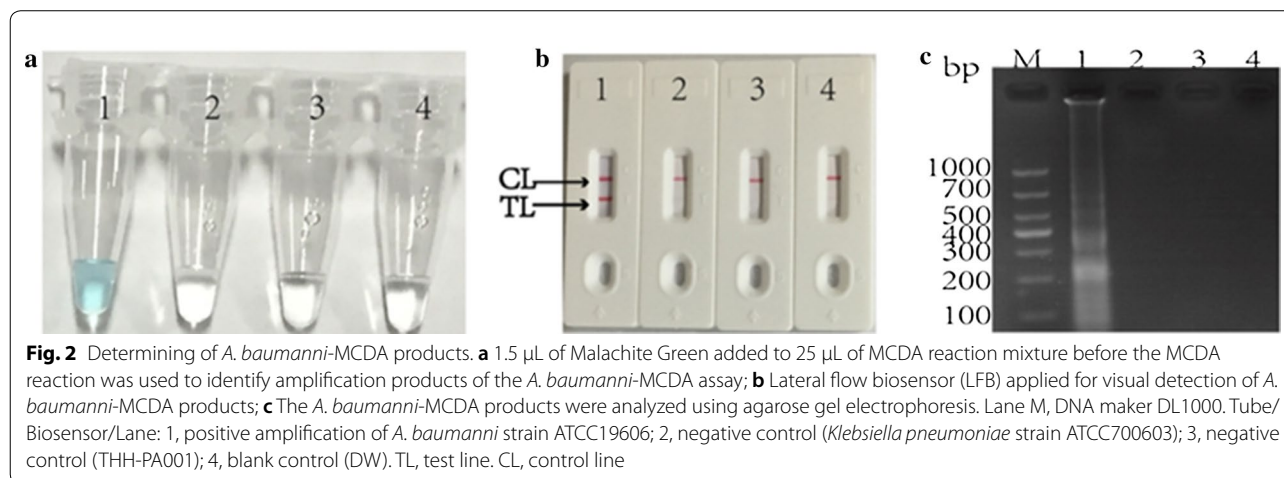 a
1 2 3 4
b
1 2 3 4
CL
TL
c
bp M 1 2 3 4
1000
700
500
400
300
200
100
Fig. 2 Determining of A. baumanni-MCDA products. a 1.5 µL of Malachite Green added to 25 µL of MCDA reaction mixture before the MCDA
reaction was used to identify amplification products of the A. baumanni-MCDA assay; b Lateral flow biosensor (LFB) applied for visual detection of A.
baumanni-MCDA products; c The A. baumanni-MCDA products were analyzed using agarose gel electrophoresis. Lane M, DNA maker DL1000. Tube/
Biosensor/Lane: 1, positive amplification of A. baumanni strain ATCC19606; 2, negative control (Klebsiella pneumoniae strain ATCC700603); 3, negative
control (THH-PA001); 4, blank control (DW). TL, test line. CL, control line